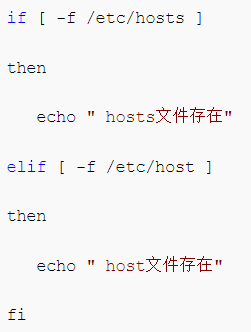 if [ -f /etc/hosts ]
then
   echo " hosts文件存在"
elif [ -f /etc/host ]
then
   echo " host文件存在"
fi